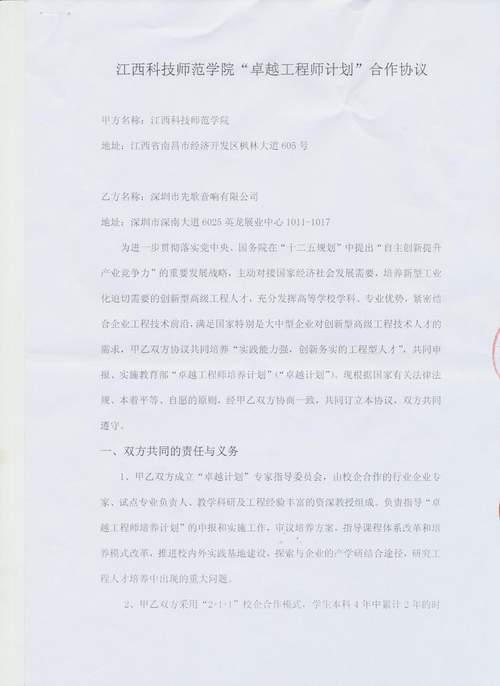 江西科技师范学院“卓越工程师计划”合作协议
甲方名称：江西科技师范学院
地址：江西省南昌市经济开发区枫林大道 605 号
乙方名称：深圳市先歌音响有限公司
地址：深圳市深南大道 6025 英龙展业中心 1011-1017
为进一步贯彻落实党中央、国务院在“十二五规划”中提出“自主创新提升
产业竞争力”的重要发展战略，主动对接国家经济社会发展需要，培养新型工业
化迫切需要的创新型高级工程人才，充分发挥高等学校学科、专业优势，紧密结
合企业工程技术前沿，满足国家特别是大中型企业对创新型高级工程技术人才的
需求，甲乙双方协议共同培养“实践能力强，创新务实的工程型人才”，共同申
报、实施教育部“卓越工程师培养计划”（“卓越计划”）。现根据国家有关法律法
规、本着平等、自愿的原则，经甲乙双方协商一致，共同订立本协议，双方共同
遵守。
一、双方共同的责任与义务
1、甲乙双方成立“卓越计划”专家指导委员会，由校企合作的行业企业专
家、试点专业负责人、教学科研及工程经验丰富的资深教授组成。负责指导“卓
越工程师培养计划”的申报和实施工作，审议培养方案、指导课程体系改革和培
养模式改革，推进校内外实践基地建设，探索与企业的产学研结合途径，研究工
程人才培养中出现的重大问题。
2、甲乙双方采用“2+1+1”校企合作模式，学生本科 4 年中累计 2 年的时